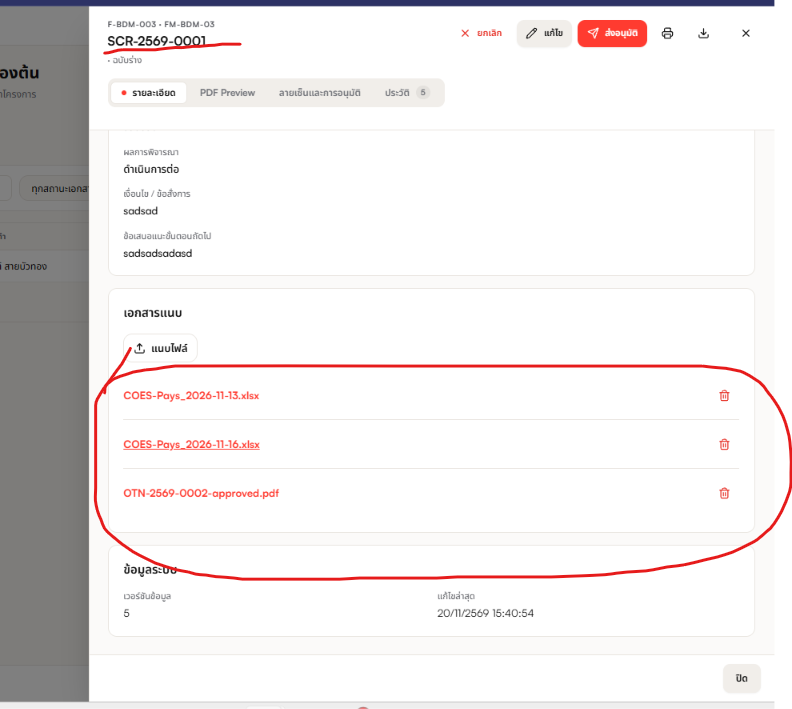 F-BDM-003 • FM-BDM-03
SCR-2569-0001
• ฉบับร่าง
ยกเลิก
แก้ไข
ส่งอนุมัติ
องต้น
าโครงการ
รายละเอียด
PDF Preview
ลายเซ็นและการอนุมัติ
ประวัติ 5
ผลการพิจารณา
ดำเนินการต่อ
ทุกสถานะเอกส
เงื่อนไข / ข้อสั่งการ
sadsad
ข้อเสนอแนะขั้นตอนถัดไป
sadsadsadasd
สายบัวทอง
เอกสารแนบ
แนบไฟล์
COES-Pays_2026-11-13.xlsx
COES-Pays_2026-11-16.xlsx
OTN-2569-0002-approved.pdf
ข้อมูลระบบ
เวอร์ชันข้อมูล
แก้ไขล่าสุด
5
20/11/2569 15:40:54
ปิด